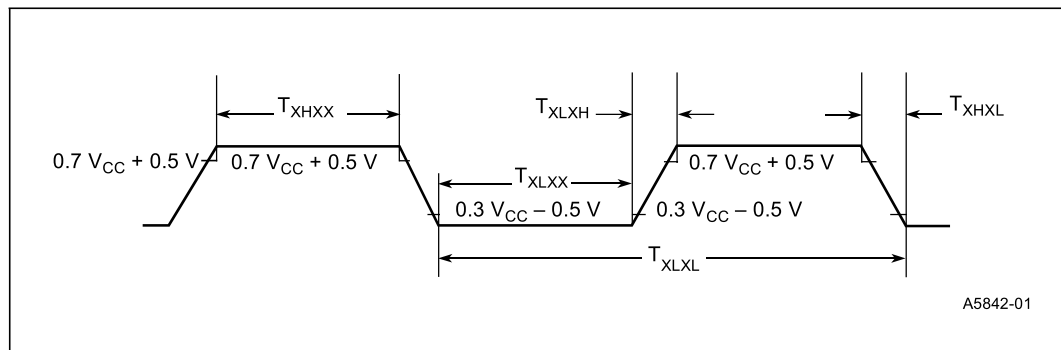 T_XHXX
T_XLXH
T_XHXL
0.7 V_CC + 0.5 V
0.7 V_CC + 0.5 V
0.7 V_CC + 0.5 V
T_XLXX
0.3 V_CC – 0.5 V
0.3 V_CC – 0.5 V
T_XLXL
A5842-01